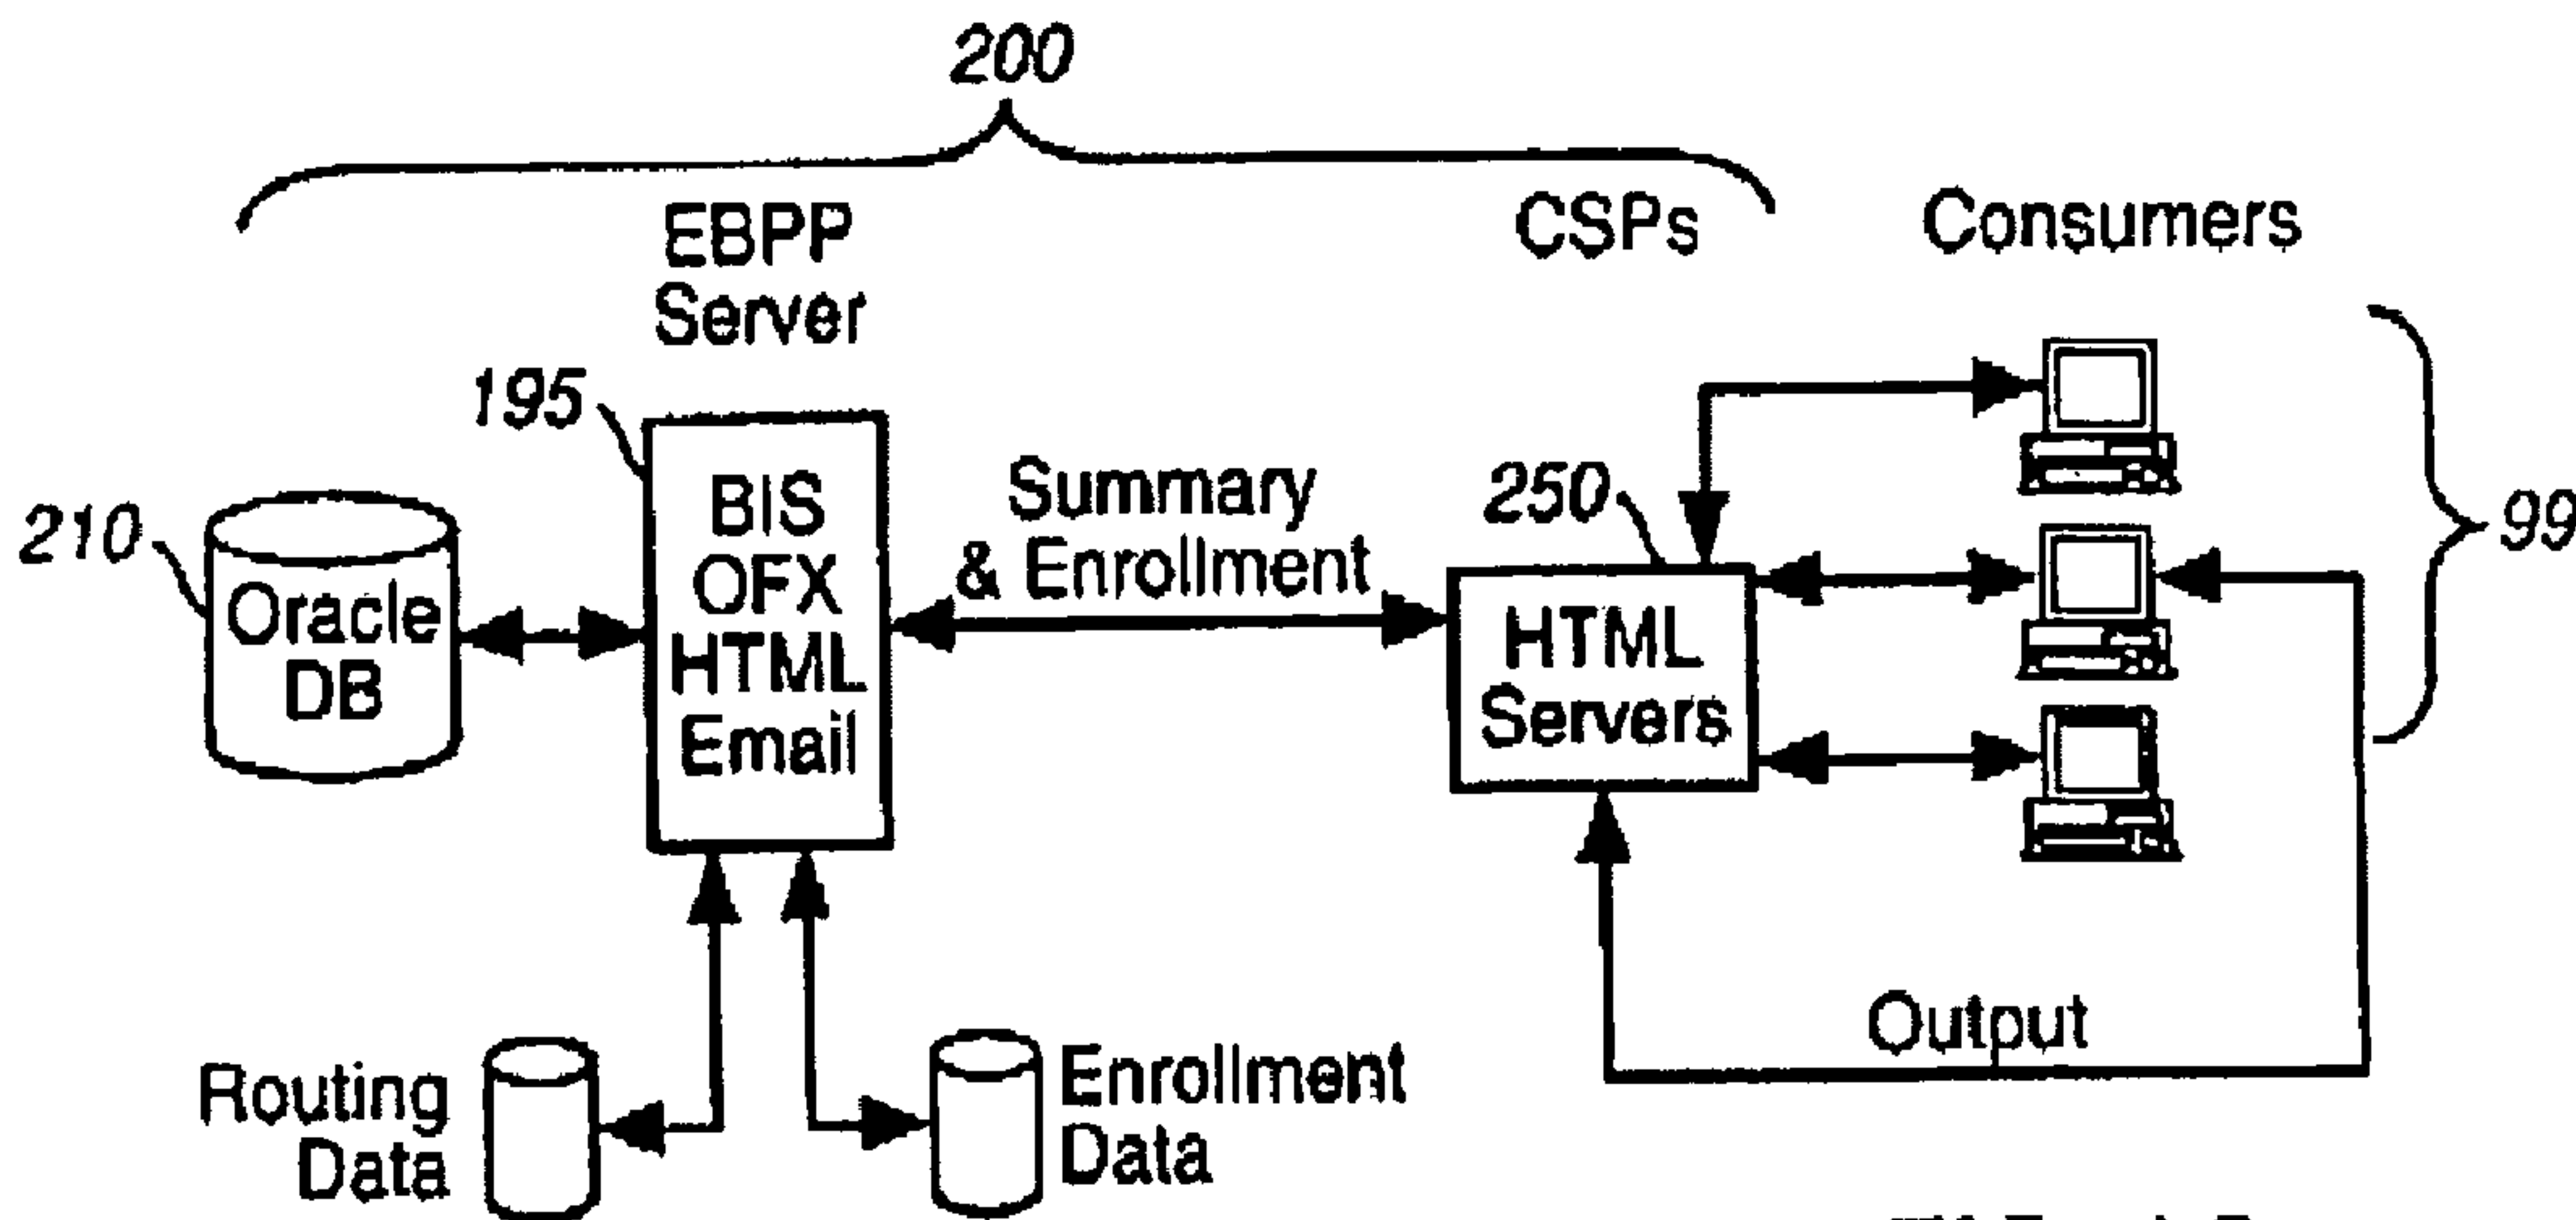 200
EBPP
Server
CSPs
Consumers
195
210
Oracle
DB
BIS
OFX
HTML
Email
Summary
& Enrollment
250
HTML
Servers
99
Output
Routing
Data
Enrollment
Data